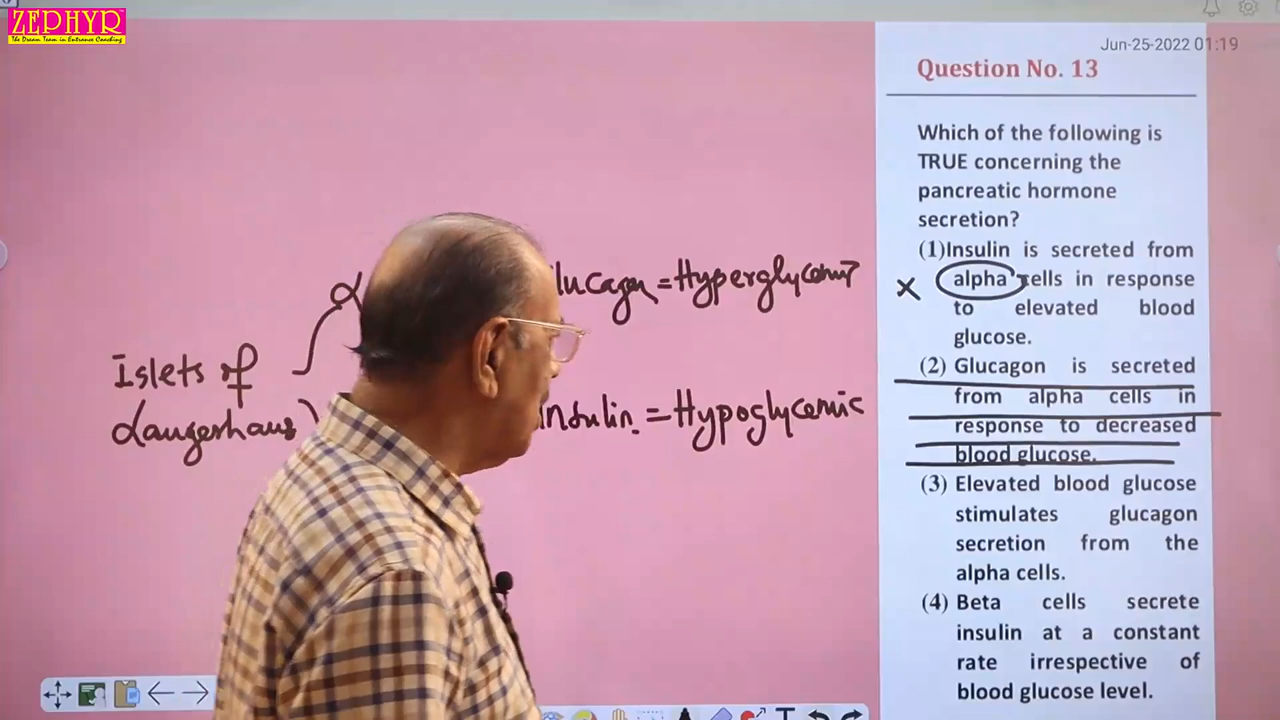 ZEPHYR
The Dream Team in Entrance Coaching
Jun-25-2022 01:19
Question No. 13
Which of the following is
TRUE concerning the
pancreatic hormone
secretion?
(1)Insulin is secreted from
alpha cells in response
to elevated blood
glucose.
(2) Glucagon is secreted
from alpha cells in
response to decreased
blood glucose.
(3) Elevated blood glucose
stimulates glucagon
secretion from the
alpha cells.
(4) Beta cells secrete
insulin at a constant
rate irrespective of
blood glucose level.
Islets of
α
= 
insulin = Hypoglycemic